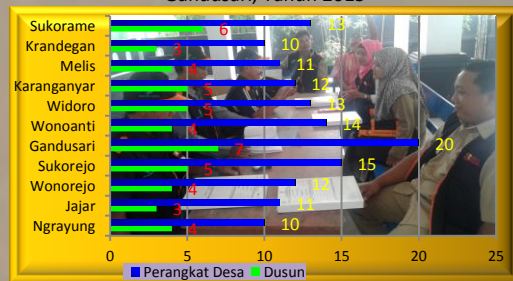 Gandusari, Tahun 2015
Sukorame 13
6
Krandegan 10
3
Melis 11
4
Karanganyar 12
5
Widoro 13
5
Wonoanti 14
4
Gandusari 20
7
Sukorejo 15
5
Wonorejo 12
4
Jajar 11
3
Ngrayung 10
4
0 5 10 15 20 25
Perangkat Desa Dusun